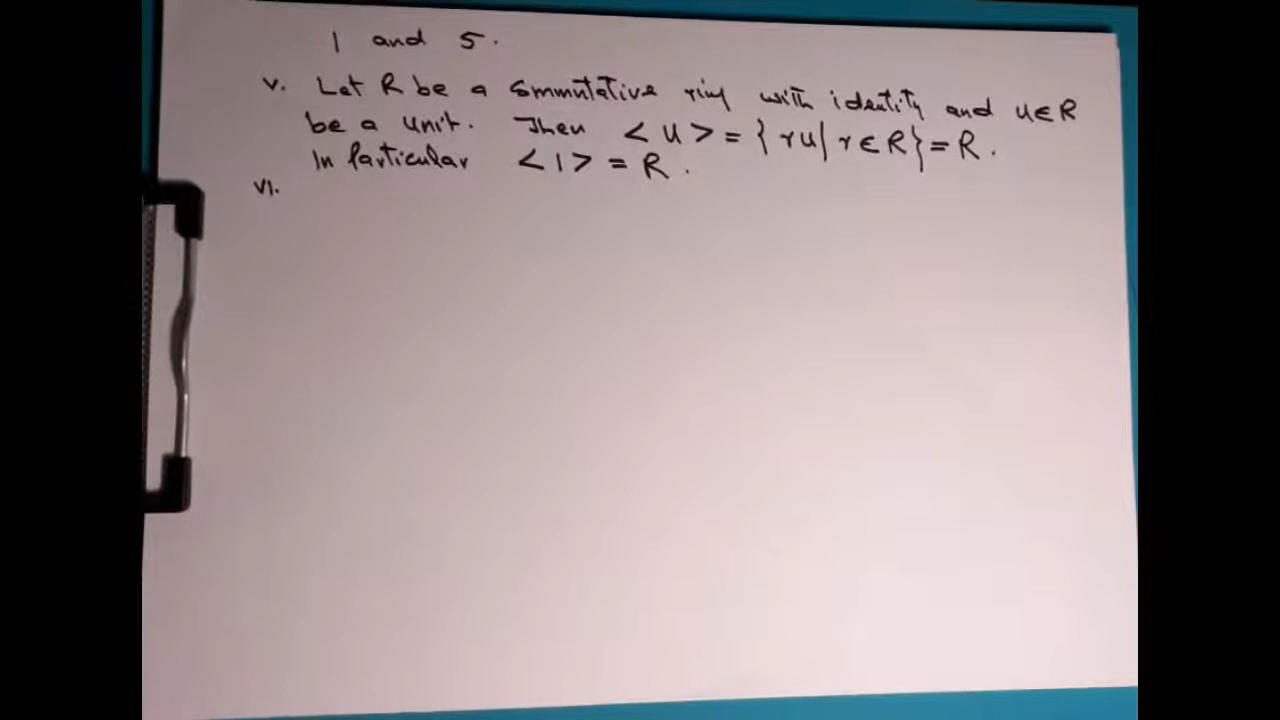 1 and 5.
v. Let R be a commutative ring with identity and u∈R
be a unit. Then <u> = {ru | r∈R} = R.
In particular <1> = R.
vi.